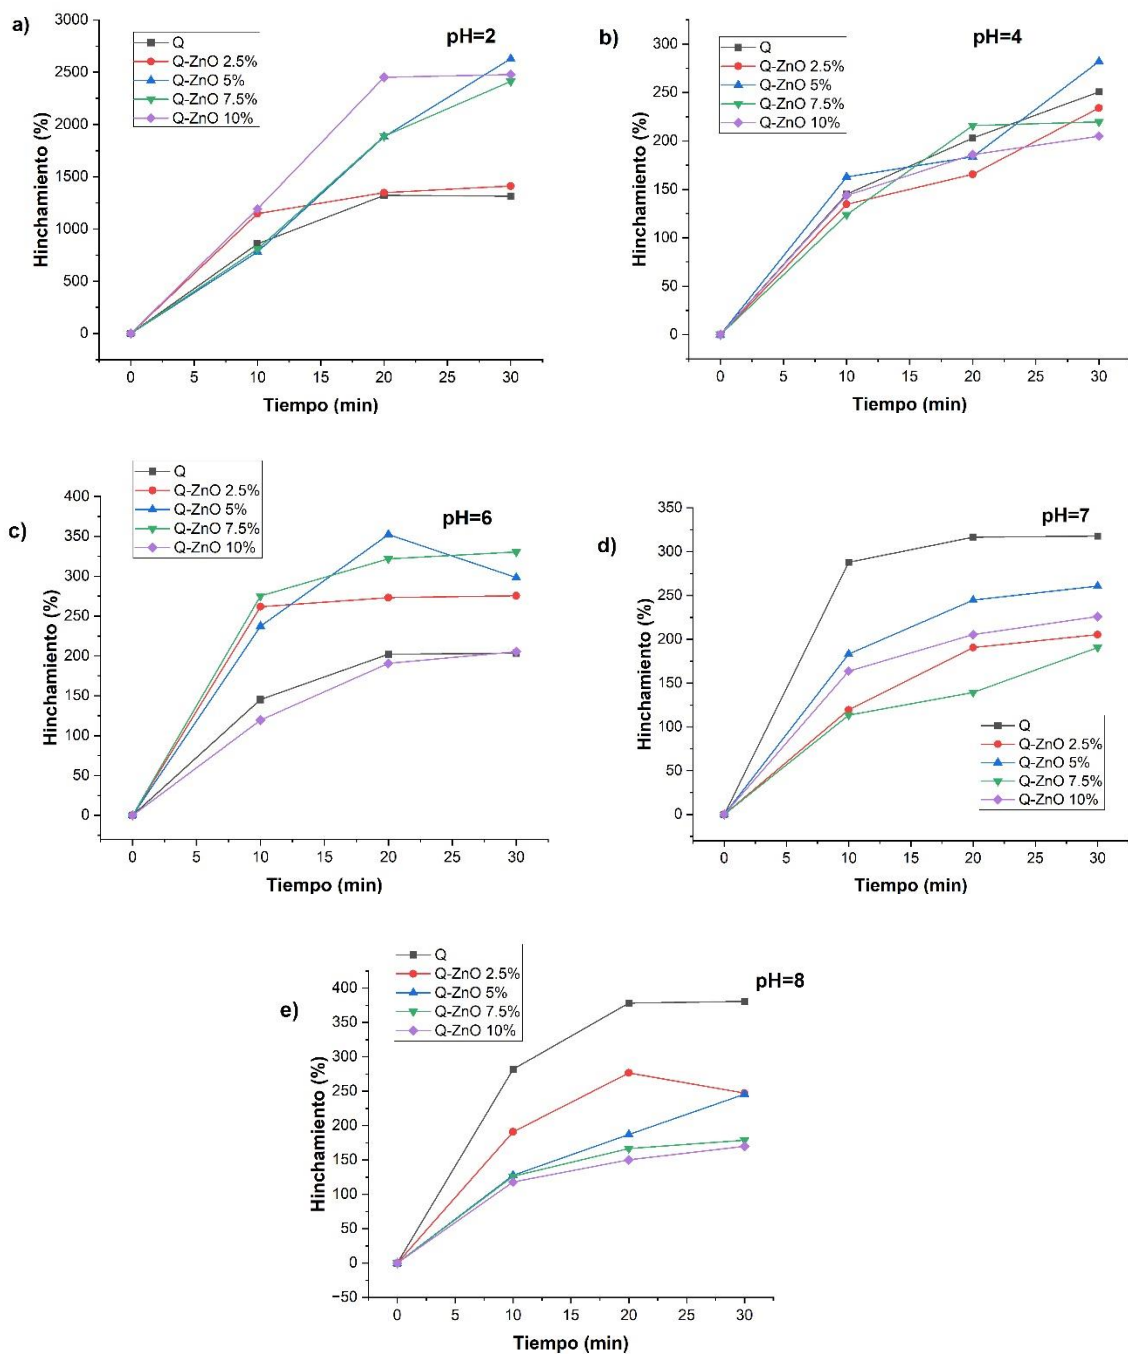 a)
pH=2
Q
Q-ZnO 2.5%
Q-ZnO 5%
Q-ZnO 7.5%
Q-ZnO 10%
Hinchamiento (%)
3000
2500
2000
1500
1000
500
0
0 5 10 15 20 25 30
Tiempo (min)
b)
pH=4
Q
Q-ZnO 2.5%
Q-ZnO 5%
Q-ZnO 7.5%
Q-ZnO 10%
Hinchamiento (%)
300
250
200
150
100
50
0
0 5 10 15 20 25 30
Tiempo (min)
c)
pH=6
Q
Q-ZnO 2.5%
Q-ZnO 5%
Q-ZnO 7.5%
Q-ZnO 10%
Hinchamiento (%)
400
350
300
250
200
150
100
50
0
0 5 10 15 20 25 30
Tiempo (min)
d)
pH=7
Hinchamiento (%)
350
300
250
200
150
100
50
0
Q
Q-ZnO 2.5%
Q-ZnO 5%
Q-ZnO 7.5%
Q-ZnO 10%
0 5 10 15 20 25 30
Tiempo (min)
e)
pH=8
Q
Q-ZnO 2.5%
Q-ZnO 5%
Q-ZnO 7.5%
Q-ZnO 10%
Hinchamiento (%)
400
350
300
250
200
150
100
50
0
−50
0 5 10 15 20 25 30
Tiempo (min)